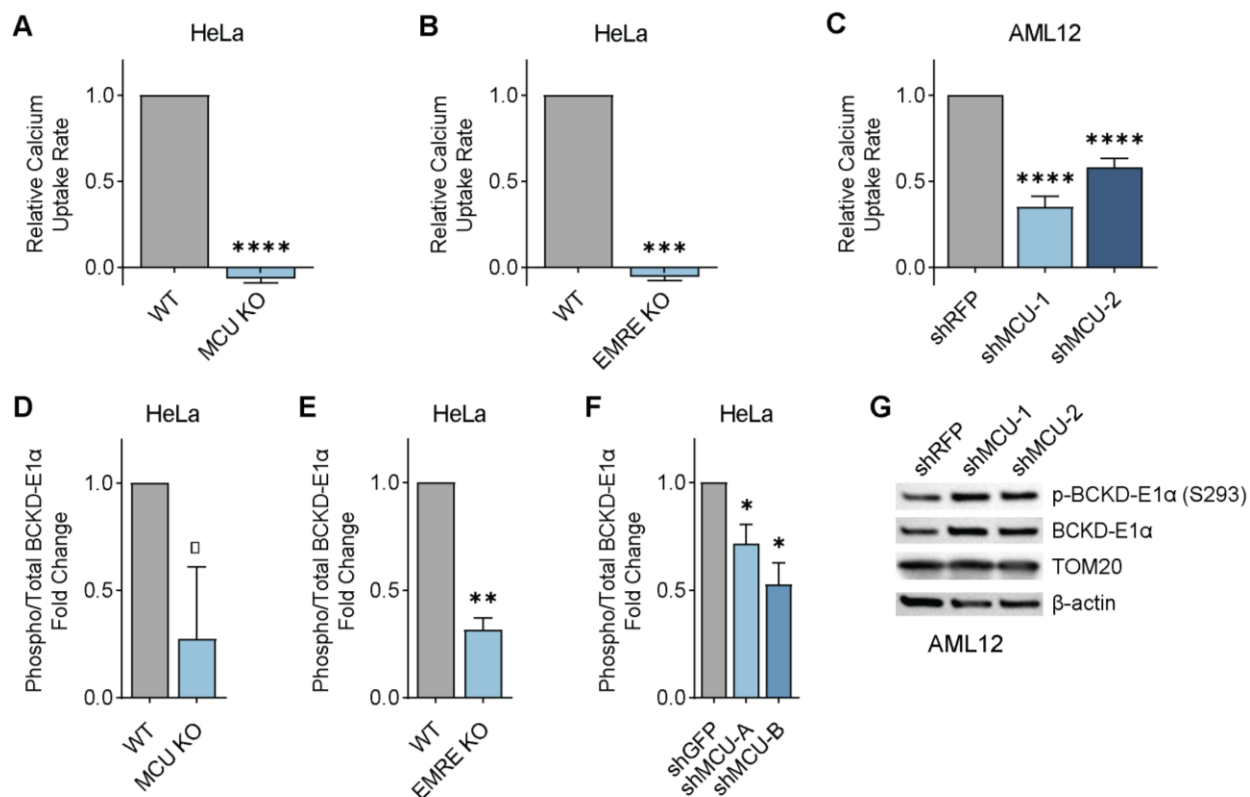 A
HeLa
Relative Calcium
Uptake Rate
1.0
0.5
0.0
****
WT
MCU KO
B
HeLa
Relative Calcium
Uptake Rate
1.0
0.5
0.0
***
WT
EMRE KO
C
AML12
Relative Calcium
Uptake Rate
1.0
0.5
0.0
****
****
shRFP
shMCU-1
shMCU-2
D
HeLa
Phospho/Total BCKD-E1α
Fold Change
1.0
0.5
0.0
▯
WT
MCU KO
E
HeLa
Phospho/Total BCKD-E1α
Fold Change
1.0
0.5
0.0
**
WT
EMRE KO
F
HeLa
Phospho/Total BCKD-E1α
Fold Change
1.0
0.5
0.0
*
*
shGFP
shMCU-A
shMCU-B
G
shRFP
shMCU-1
shMCU-2
p-BCKD-E1α (S293)
BCKD-E1α
TOM20
β-actin
AML12